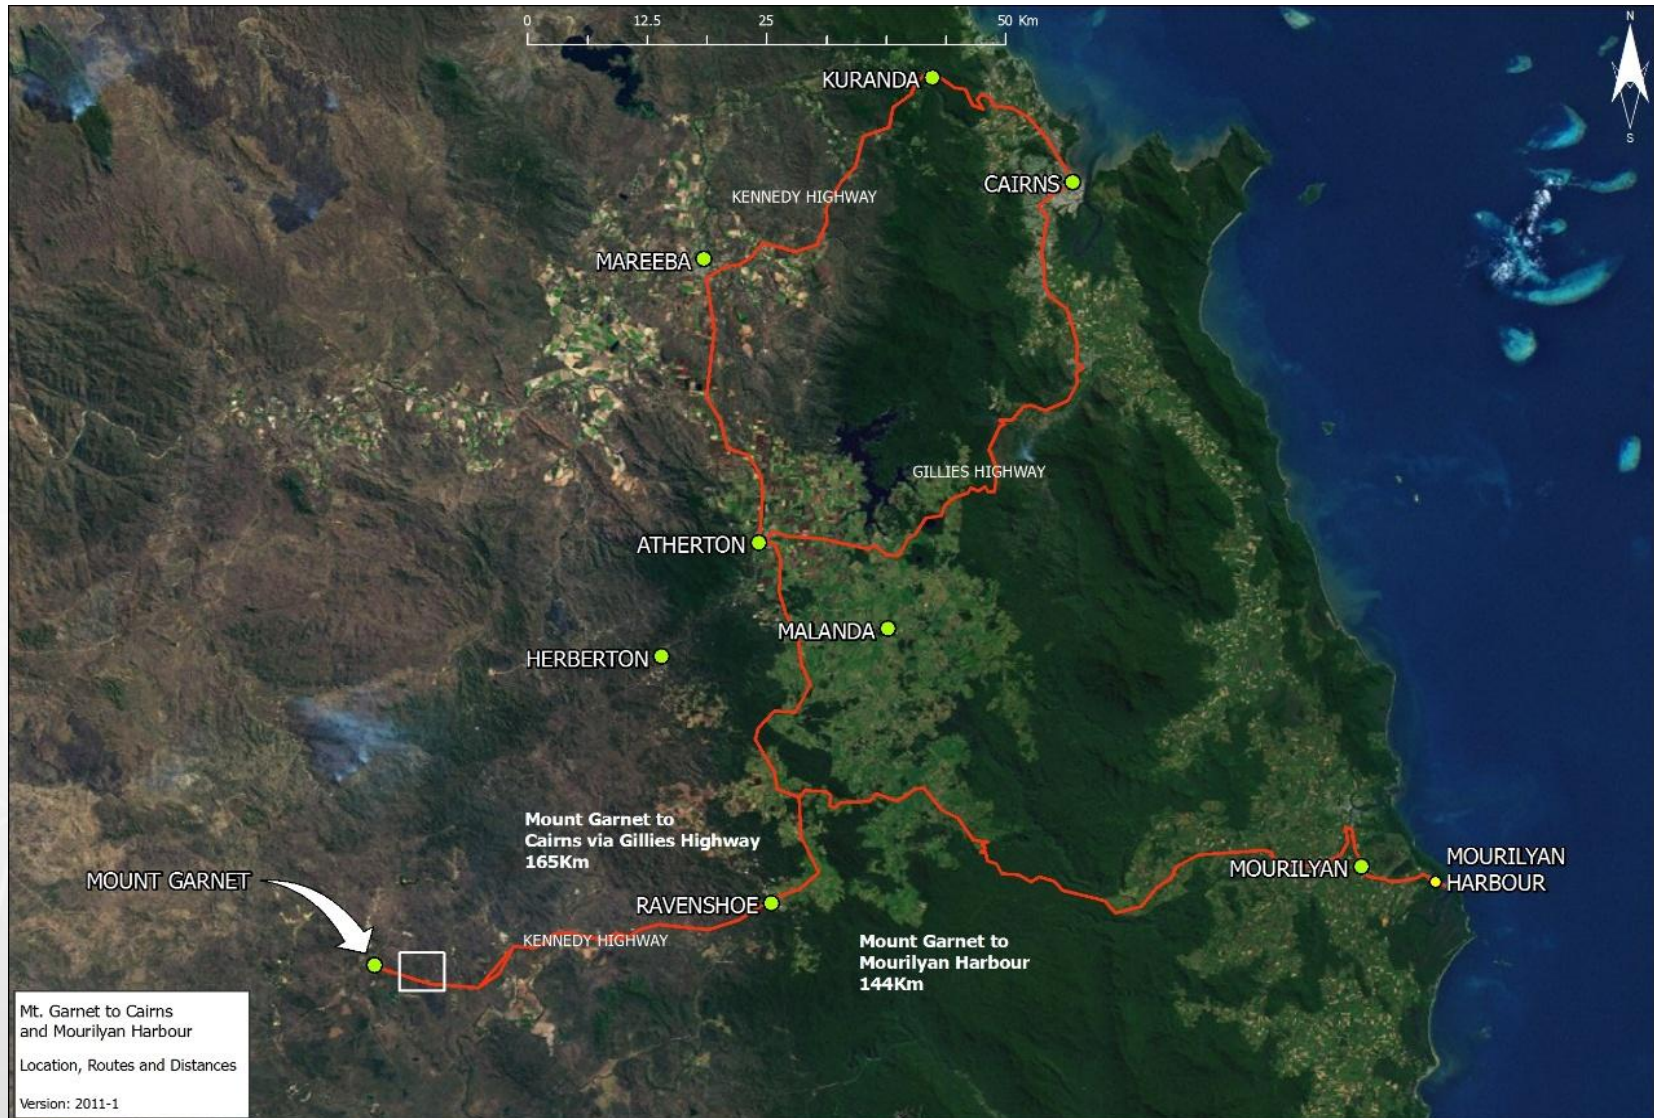 0 12.5 25 50 Km
N
S
KURANDA
CAIRNS
KENNEDY HIGHWAY
MAREEBA
GILLIES HIGHWAY
ATHERTON
MALANDA
HERBERTON
Mount Garnet to
Cairns via Gillies Highway
165Km
MOURILYAN
HARBOUR
MOURILYAN
MOUNT GARNET
RAVENSHOE
KENNEDY HIGHWAY
Mount Garnet to
Mourilyan Harbour
144Km
Mt. Garnet to Cairns
and Mourilyan Harbour
Location, Routes and Distances
Version: 2011-1